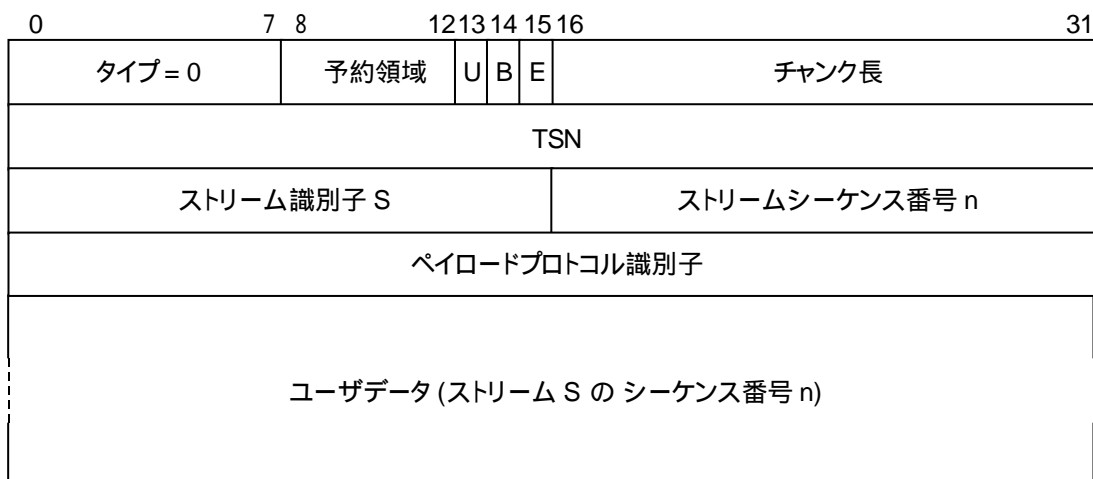 0 7 8 12 13 14 15 16 31
タイプ = 0 予約領域 U B E チャンク長
TSN
ストリーム識別子 S ストリームシーケンス番号 n
ペイロードプロトコル識別子
ユーザデータ (ストリーム S の シーケンス番号 n)